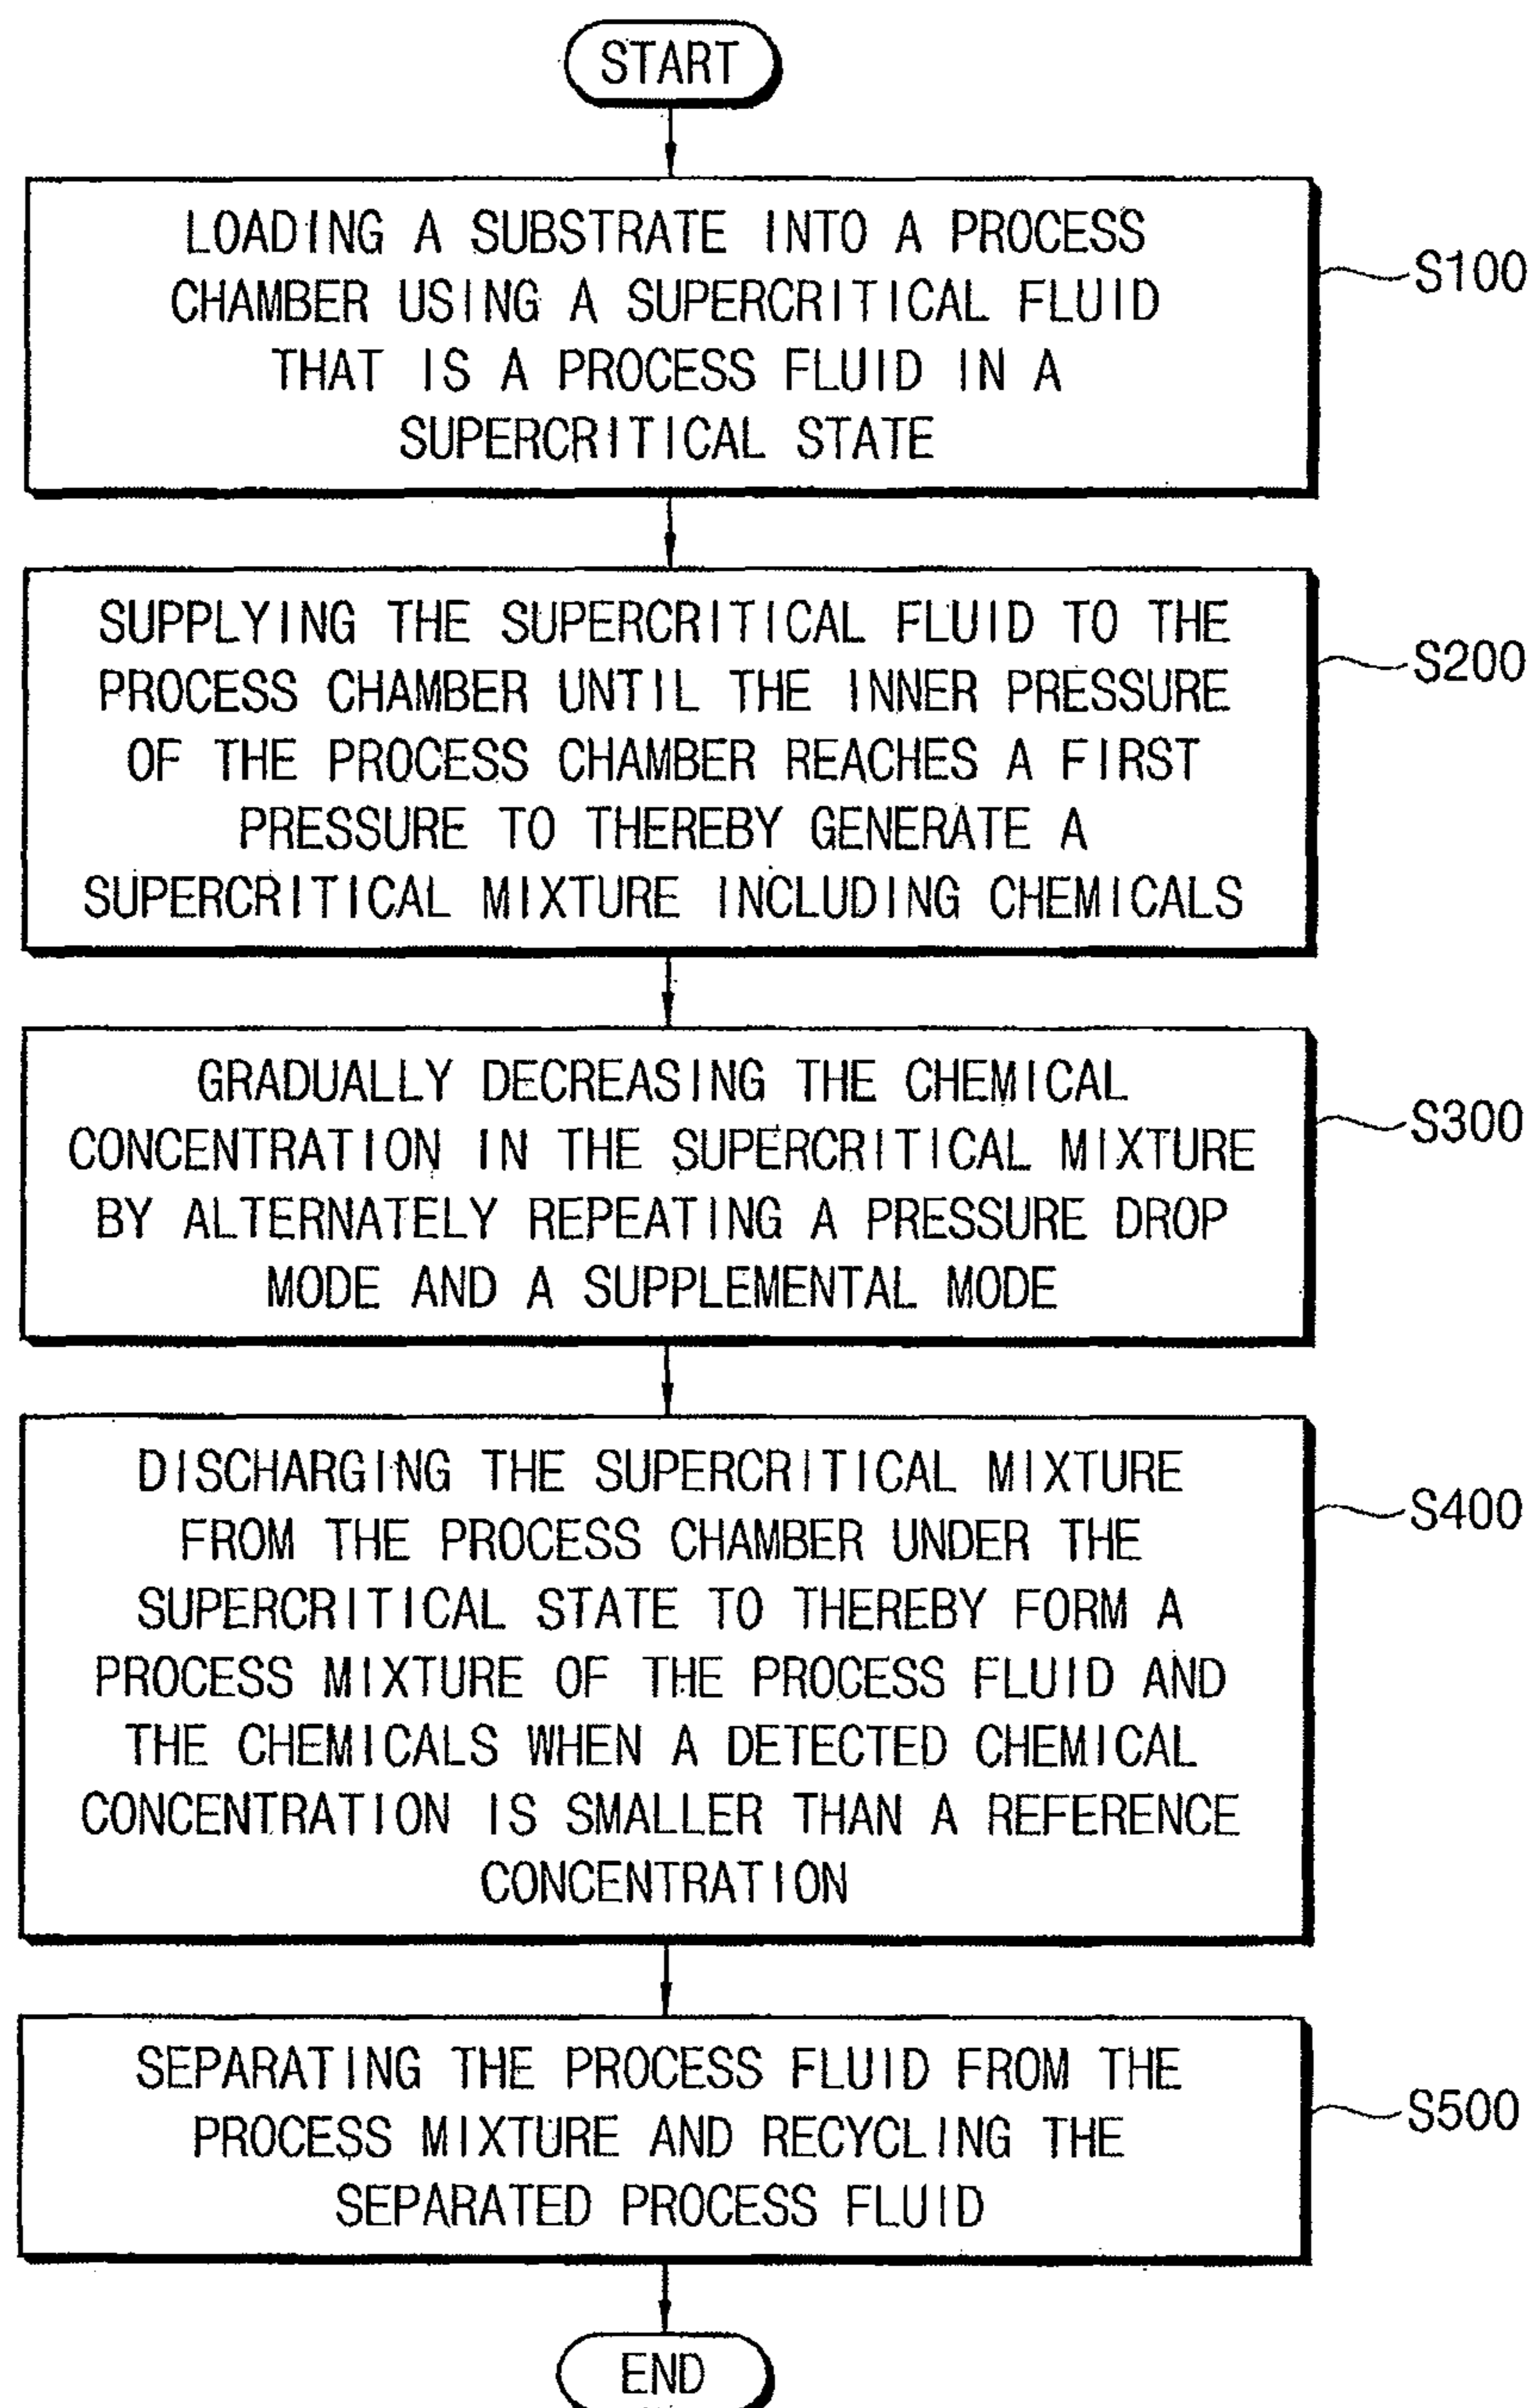 START
LOADING A SUBSTRATE INTO A PROCESS
CHAMBER USING A SUPERCRITICAL FLUID
THAT IS A PROCESS FLUID IN A
SUPERCRITICAL STATE
S100
SUPPLYING THE SUPERCRITICAL FLUID TO THE
PROCESS CHAMBER UNTIL THE INNER PRESSURE
OF THE PROCESS CHAMBER REACHES A FIRST
PRESSURE TO THEREBY GENERATE A
SUPERCRITICAL MIXTURE INCLUDING CHEMICALS
S200
GRADUALLY DECREASING THE CHEMICAL
CONCENTRATION IN THE SUPERCRITICAL MIXTURE
BY ALTERNATELY REPEATING A PRESSURE DROP
MODE AND A SUPPLEMENTAL MODE
S300
DISCHARGING THE SUPERCRITICAL MIXTURE
FROM THE PROCESS CHAMBER UNDER THE
SUPERCRITICAL STATE TO THEREBY FORM A
PROCESS MIXTURE OF THE PROCESS FLUID AND
THE CHEMICALS WHEN A DETECTED CHEMICAL
CONCENTRATION IS SMALLER THAN A REFERENCE
CONCENTRATION
S400
SEPARATING THE PROCESS FLUID FROM THE
PROCESS MIXTURE AND RECYCLING THE
SEPARATED PROCESS FLUID
S500
END